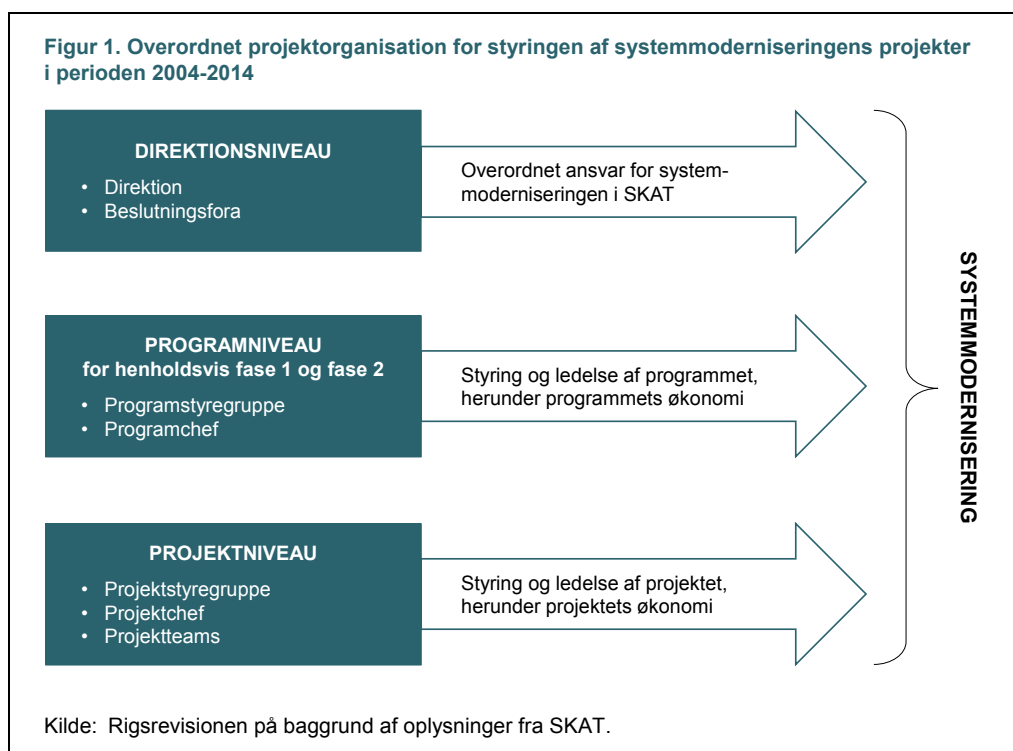 Figur 1. Overordnet projektorganisation for styringen af systemmoderniseringens projekter
i perioden 2004-2014
DIREKTIONSNIVEAU
• Direktion
• Beslutningsfora
Overordnet ansvar for system-
moderniseringen i SKAT
PROGRAMNIVEAU
for henholdsvis fase 1 og fase 2
• Programstyregruppe
• Programchef
Styring og ledelse af programmet,
herunder programmets økonomi
PROJEKTNIVEAU
• Projektstyregruppe
• Projektchef
• Projektteams
Styring og ledelse af projektet,
herunder projektets økonomi
SYSTEMMODERNISERING
Kilde: Rigsrevisionen på baggrund af oplysninger fra SKAT.